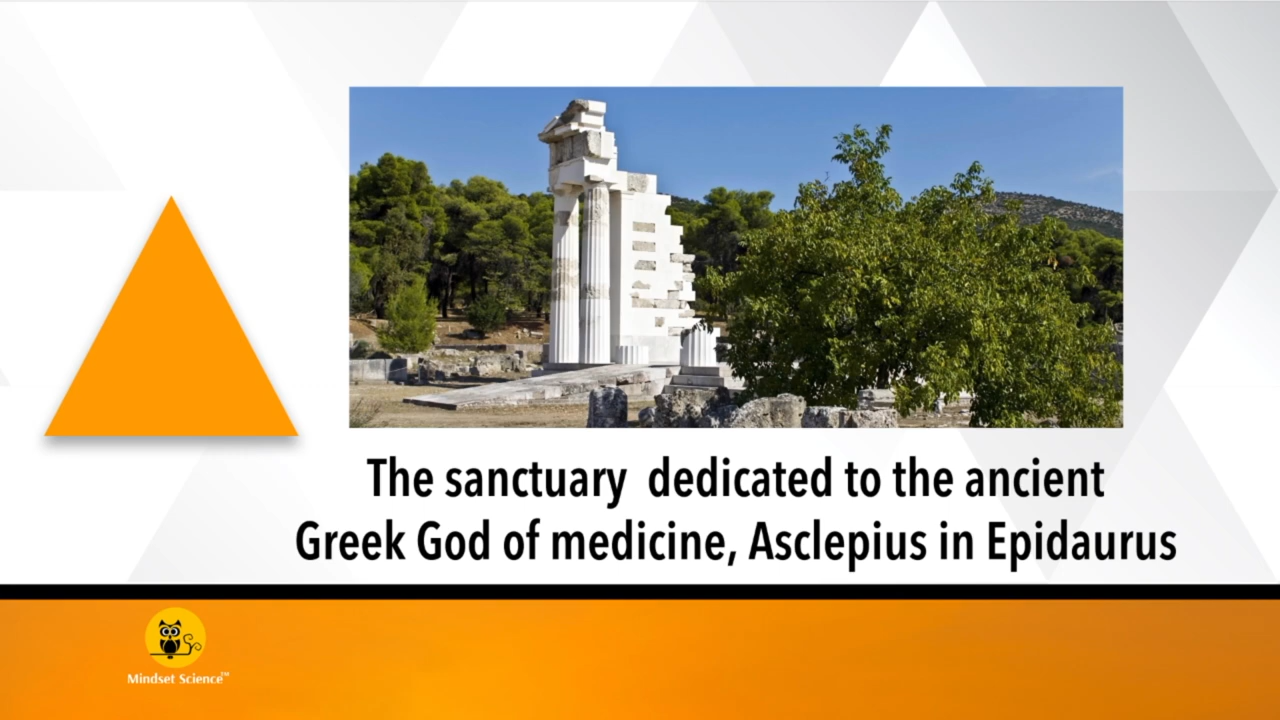 The sanctuary  dedicated to the ancient
Greek God of medicine, Asclepius in Epidaurus
Mindset Science™